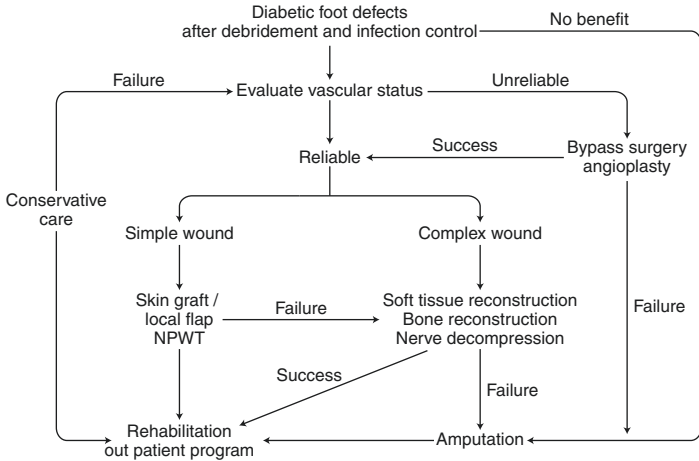 Diabetic foot defects
after debridement and infection control
No benefit
Failure
Evaluate vascular status
Unreliable
Reliable
Success
Bypass surgery
angioplasty
Conservative
care
Simple wound
Complex wound
Skin graft /
local flap
NPWT
Failure
Soft tissue reconstruction
Bone reconstruction
Nerve decompression
Failure
Success
Failure
Rehabilitation
out patient program
Amputation